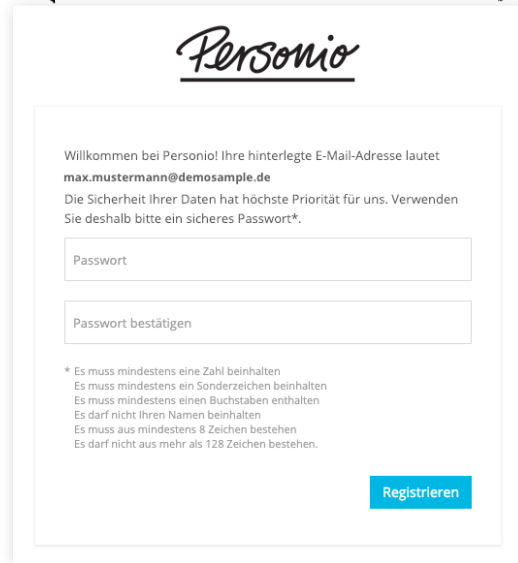 Personio
Willkommen bei Personio! Ihre hinterlegte E-Mail-Adresse lautet
max.mustermann@demosample.de
Die Sicherheit Ihrer Daten hat höchste Priorität für uns. Verwenden
Sie deshalb bitte ein sicheres Passwort*.
Passwort
Passwort bestätigen
* Es muss mindestens eine Zahl beinhalten
Es muss mindestens ein Sonderzeichen beinhalten
Es muss mindestens einen Buchstaben enthalten
Es darf nicht Ihren Namen beinhalten
Es muss aus mindestens 8 Zeichen bestehen
Es darf nicht aus mehr als 128 Zeichen bestehen.
Registrieren